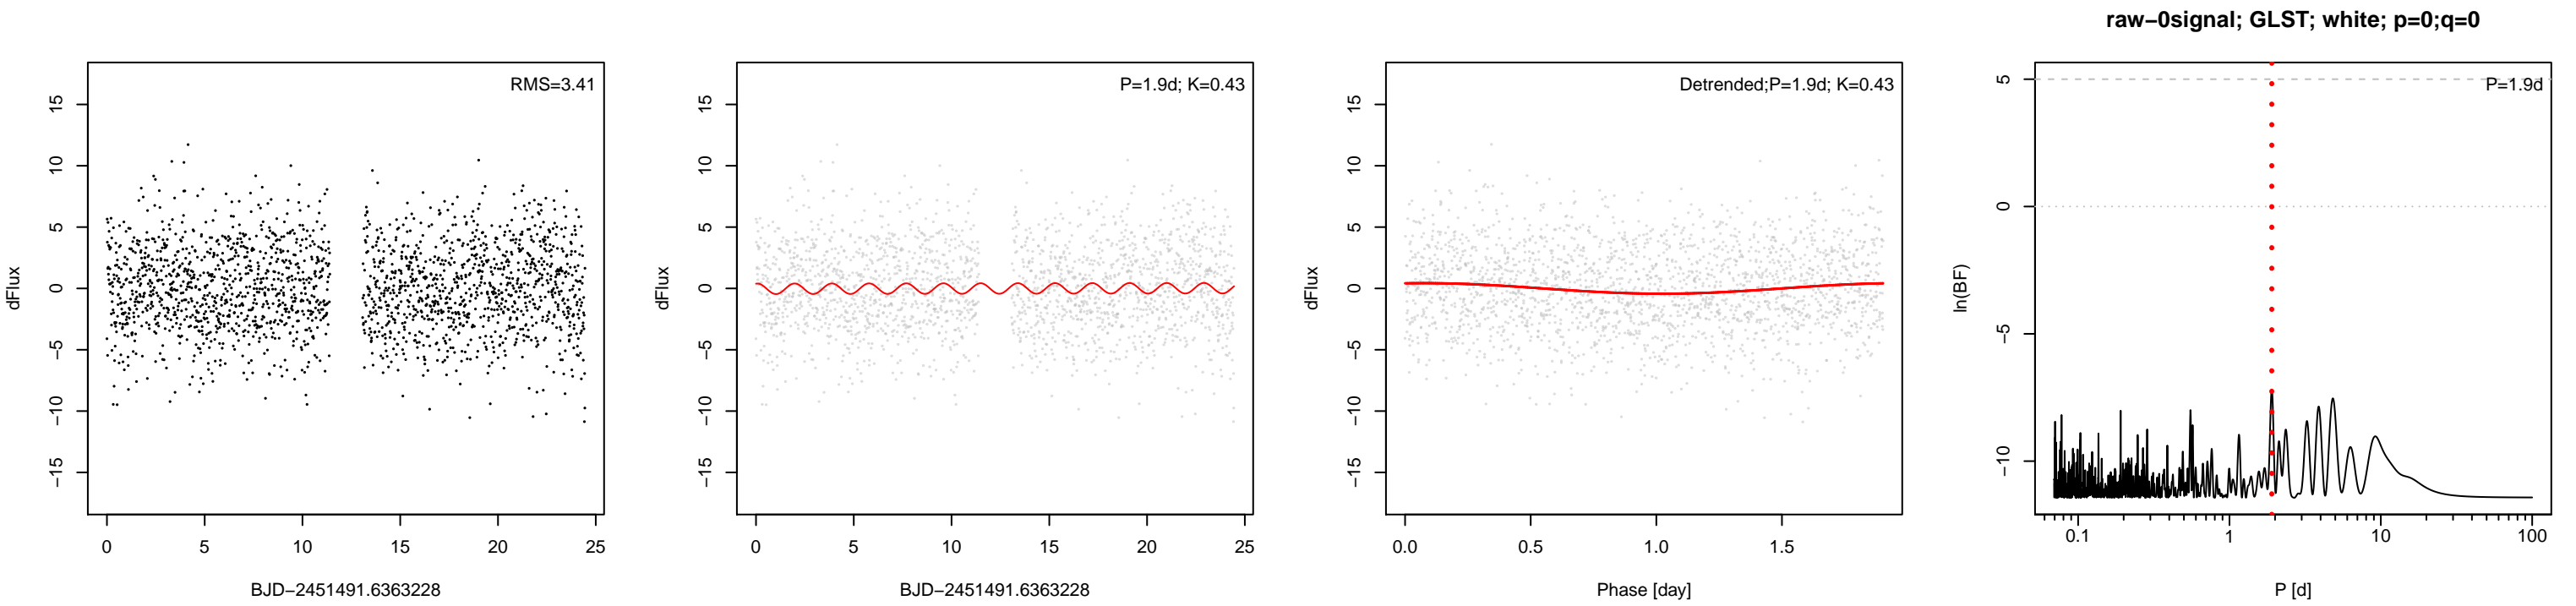 raw−0signal; GLST; white; p=0;q=0
RMS=3.41
15
10
5
0
−5
−10
−15
dFlux
0 5 10 15 20 25
BJD−2451491.6363228
P=1.9d; K=0.43
15
10
5
0
−5
−10
−15
dFlux
0 5 10 15 20 25
BJD−2451491.6363228
Detrended;P=1.9d; K=0.43
15
10
5
0
−5
−10
−15
dFlux
0.0 0.5 1.0 1.5
Phase [day]
P=1.9d
5
0
−5
−10
ln(BF)
0.1 1 10 100
P [d]